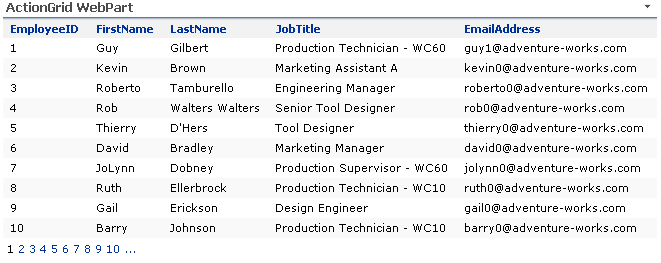 ActionGrid WebPart
EmployeeID FirstName LastName JobTitle EmailAddress
1 Guy Gilbert Production Technician - WC60 guy1@adventure-works.com
2 Kevin Brown Marketing Assistant A kevin0@adventure-works.com
3 Roberto Tamburello Engineering Manager roberto0@adventure-works.com
4 Rob Walters Walters Senior Tool Designer rob0@adventure-works.com
5 Thierry D'Hers Tool Designer thierry0@adventure-works.com
6 David Bradley Marketing Manager david0@adventure-works.com
7 JoLynn Dobney Production Supervisor - WC60 jolynn0@adventure-works.com
8 Ruth Ellerbrock Production Technician - WC10 ruth0@adventure-works.com
9 Gail Erickson Design Engineer gail0@adventure-works.com
10 Barry Johnson Production Technician - WC10 barry0@adventure-works.com
1 2 3 4 5 6 7 8 9 10 ...